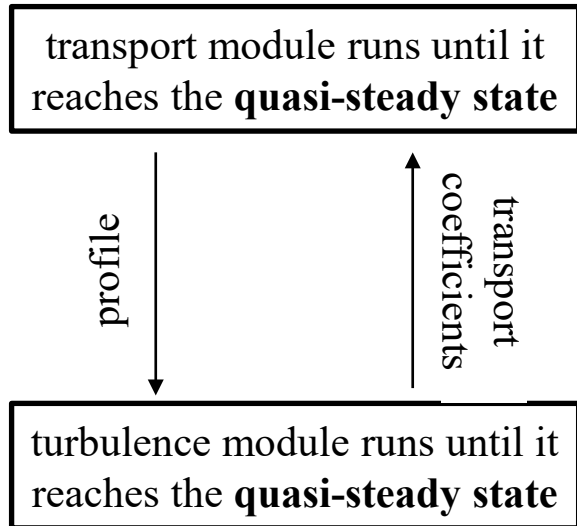 transport module runs until it
reaches the quasi-steady state
profile
transport
coefficients
turbulence module runs until it
reaches the quasi-steady state